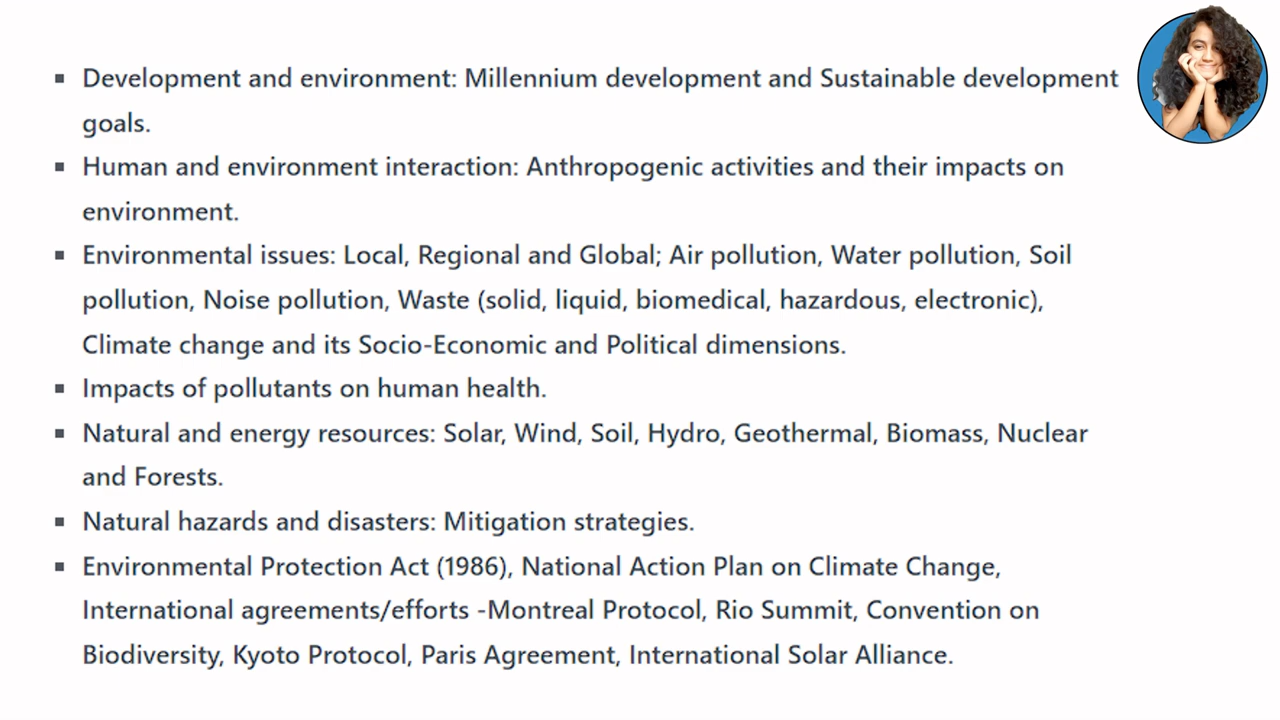 ▪ Development and environment: Millennium development and Sustainable development
goals.
▪ Human and environment interaction: Anthropogenic activities and their impacts on
environment.
▪ Environmental issues: Local, Regional and Global; Air pollution, Water pollution, Soil
pollution, Noise pollution, Waste (solid, liquid, biomedical, hazardous, electronic),
Climate change and its Socio-Economic and Political dimensions.
▪ Impacts of pollutants on human health.
▪ Natural and energy resources: Solar, Wind, Soil, Hydro, Geothermal, Biomass, Nuclear
and Forests.
▪ Natural hazards and disasters: Mitigation strategies.
▪ Environmental Protection Act (1986), National Action Plan on Climate Change,
International agreements/efforts -Montreal Protocol, Rio Summit, Convention on
Biodiversity, Kyoto Protocol, Paris Agreement, International Solar Alliance.